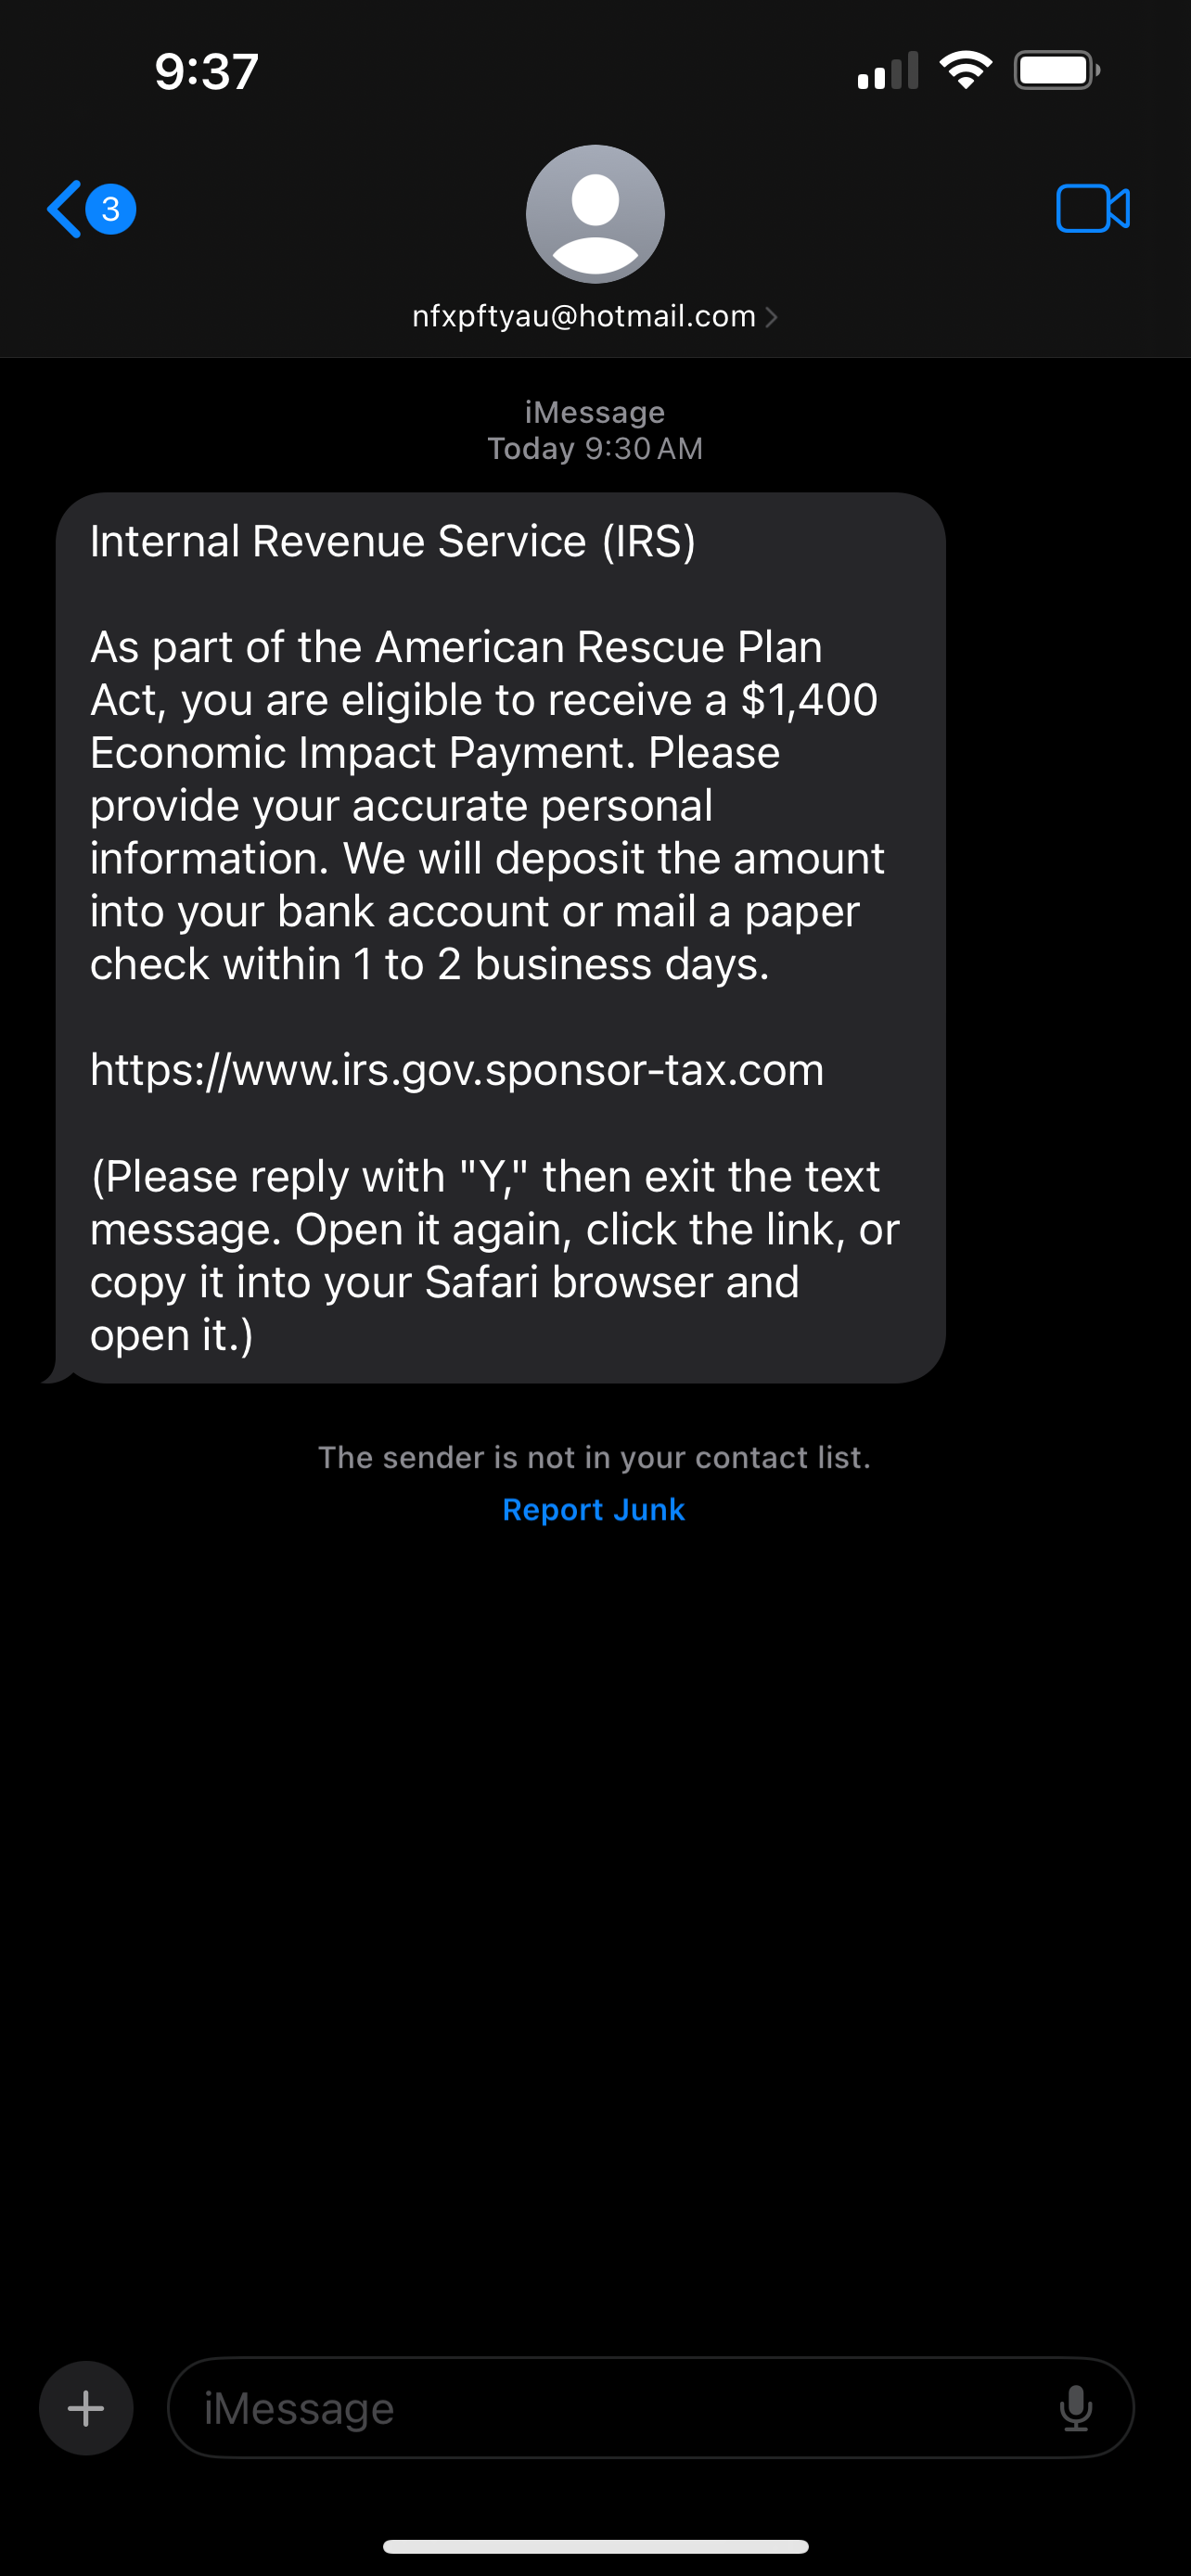 9:37
3
nfxpftyau@hotmail.com
iMessage
Today 9:30 AM
Internal Revenue Service (IRS)
As part of the American Rescue Plan
Act, you are eligible to receive a $1,400
Economic Impact Payment. Please
provide your accurate personal
information. We will deposit the amount
into your bank account or mail a paper
check within 1 to 2 business days.
https://www.irs.gov.sponsor-tax.com
(Please reply with "Y," then exit the text
message. Open it again, click the link, or
copy it into your Safari browser and
open it.)
The sender is not in your contact list.
Report Junk
iMessage